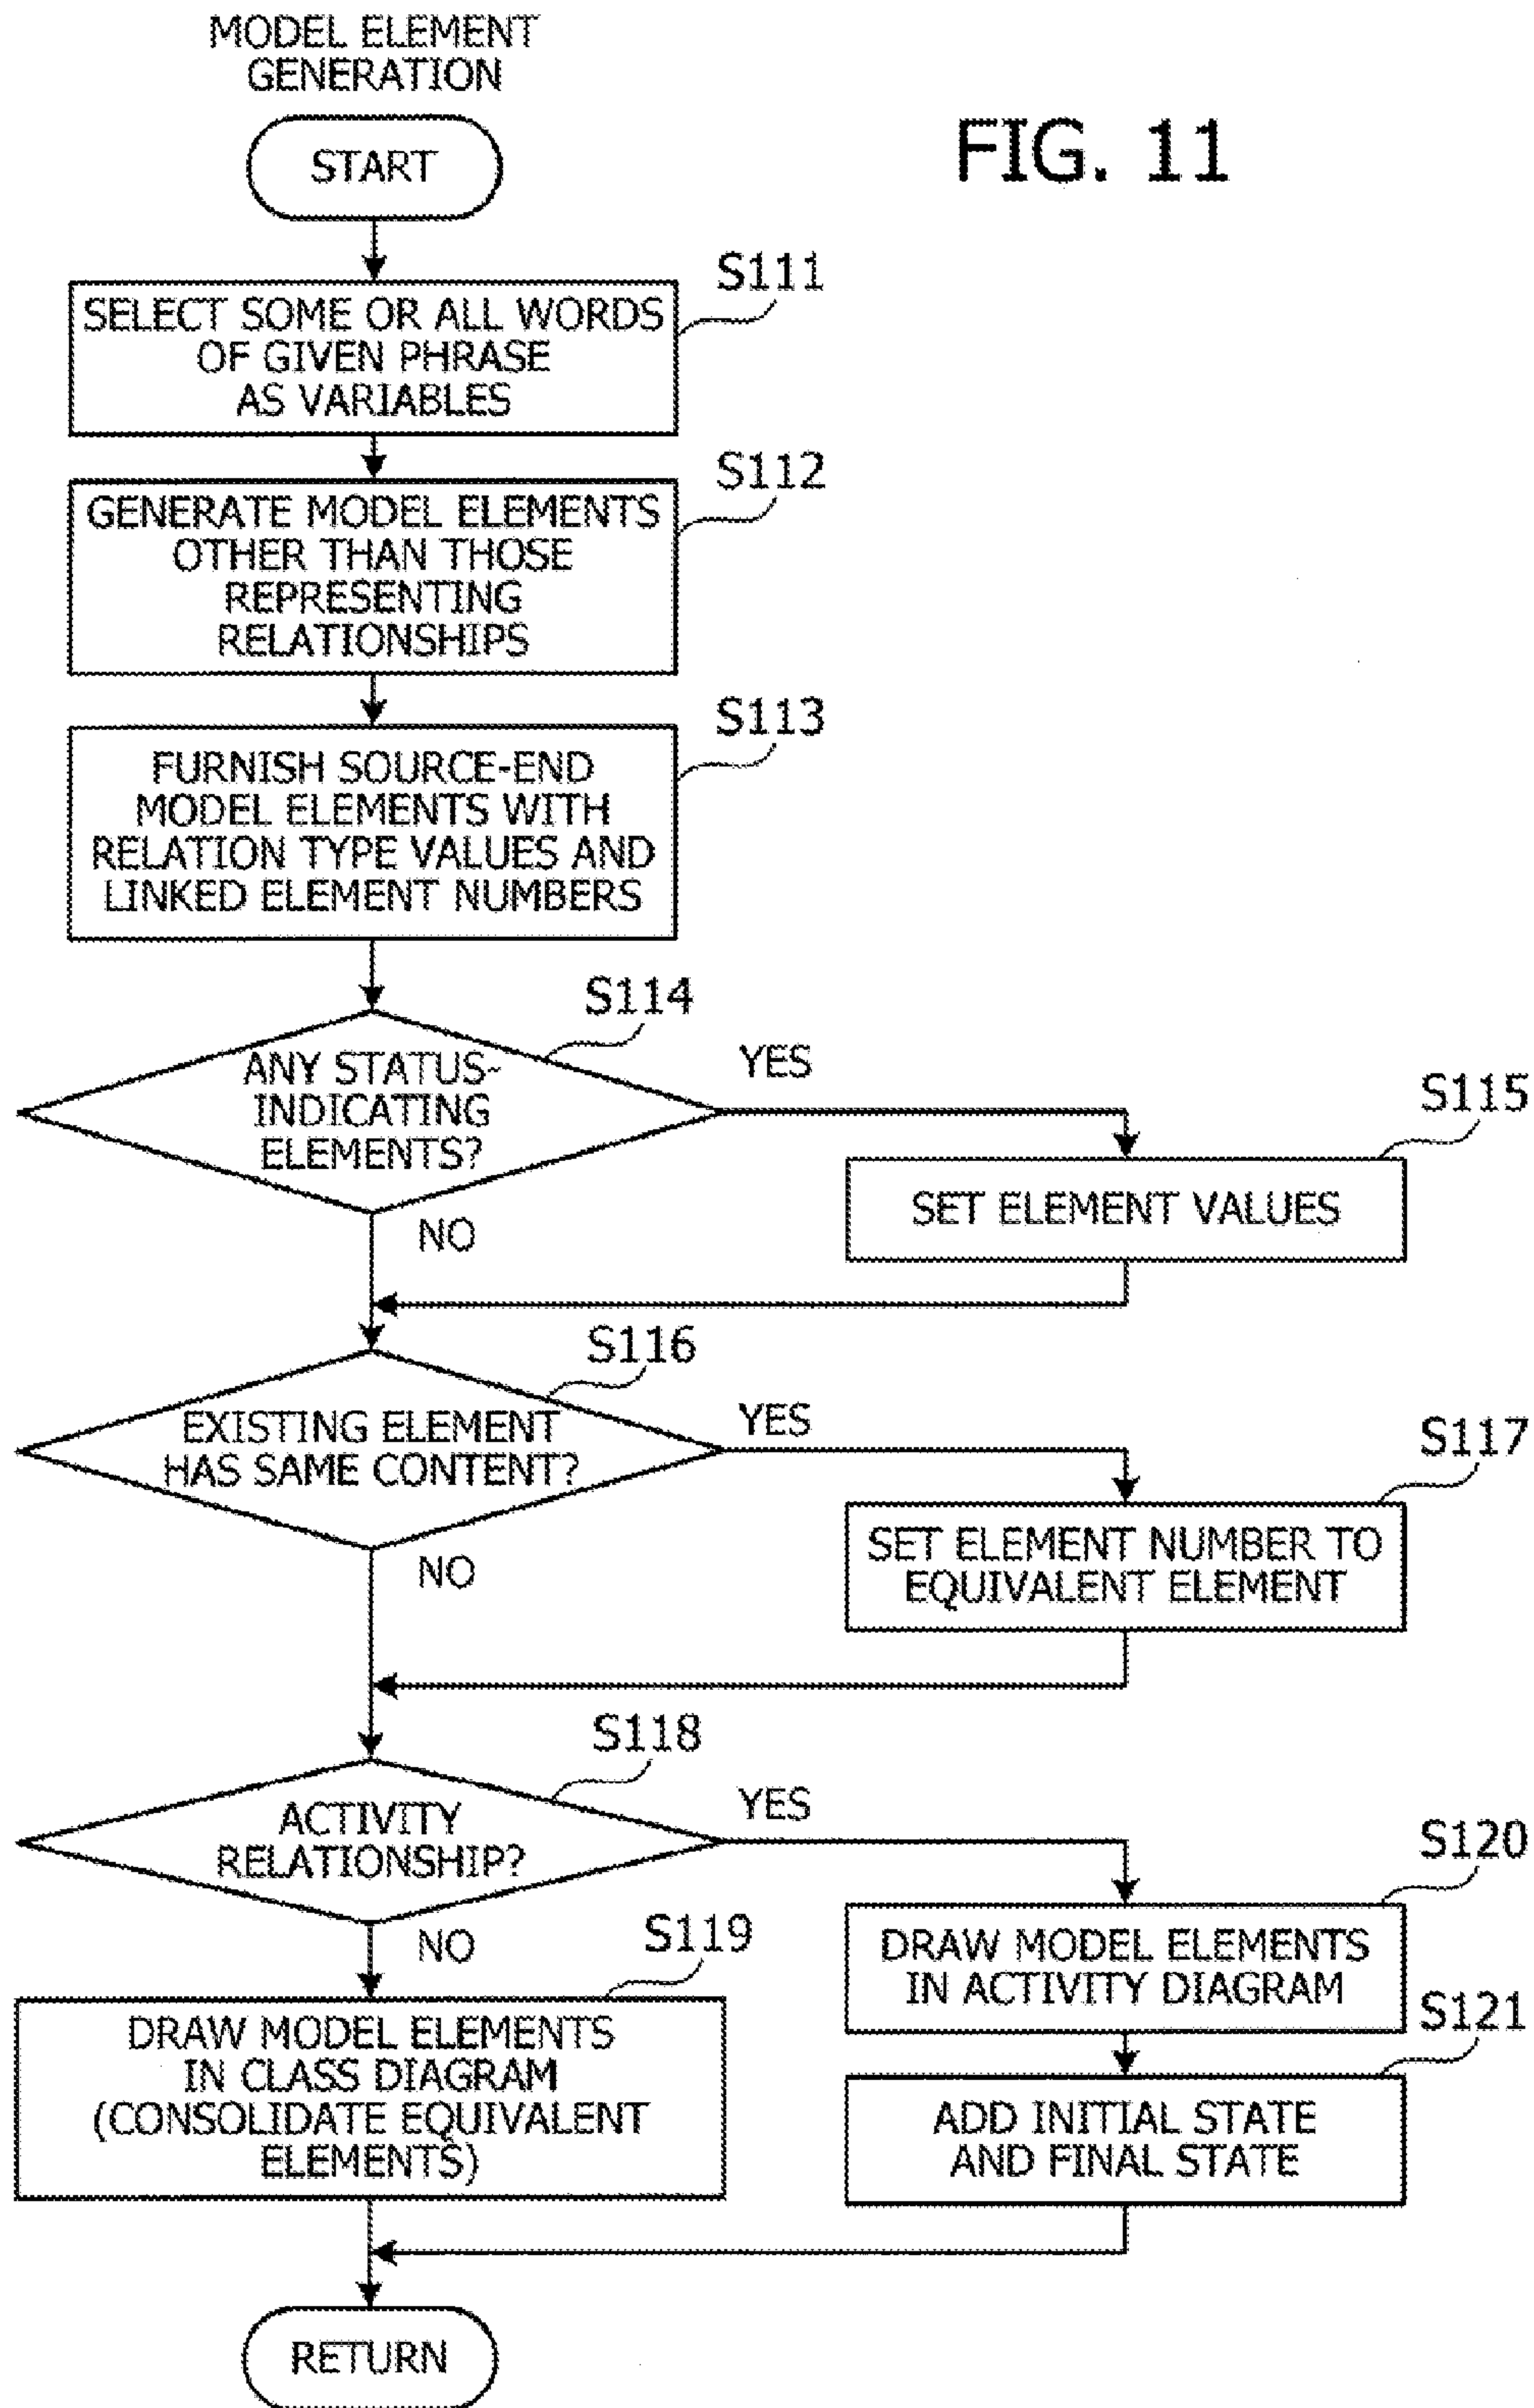 MODEL ELEMENT
GENERATION
FIG. 11
START
S111
SELECT SOME OR ALL WORDS
OF GIVEN PHRASE
AS VARIABLES
S112
GENERATE MODEL ELEMENTS
OTHER THAN THOSE
REPRESENTING
RELATIONSHIPS
S113
FURNISH SOURCE-END
MODEL ELEMENTS WITH
RELATION TYPE VALUES AND
LINKED ELEMENT NUMBERS
S114
ANY STATUS-
INDICATING
ELEMENTS?
YES
NO
S115
SET ELEMENT VALUES
S116
EXISTING ELEMENT
HAS SAME CONTENT?
YES
NO
S117
SET ELEMENT NUMBER TO
EQUIVALENT ELEMENT
S118
ACTIVITY
RELATIONSHIP?
YES
NO
S120
DRAW MODEL ELEMENTS
IN ACTIVITY DIAGRAM
S119
DRAW MODEL ELEMENTS
IN CLASS DIAGRAM
(CONSOLIDATE EQUIVALENT
ELEMENTS)
S121
ADD INITIAL STATE
AND FINAL STATE
RETURN